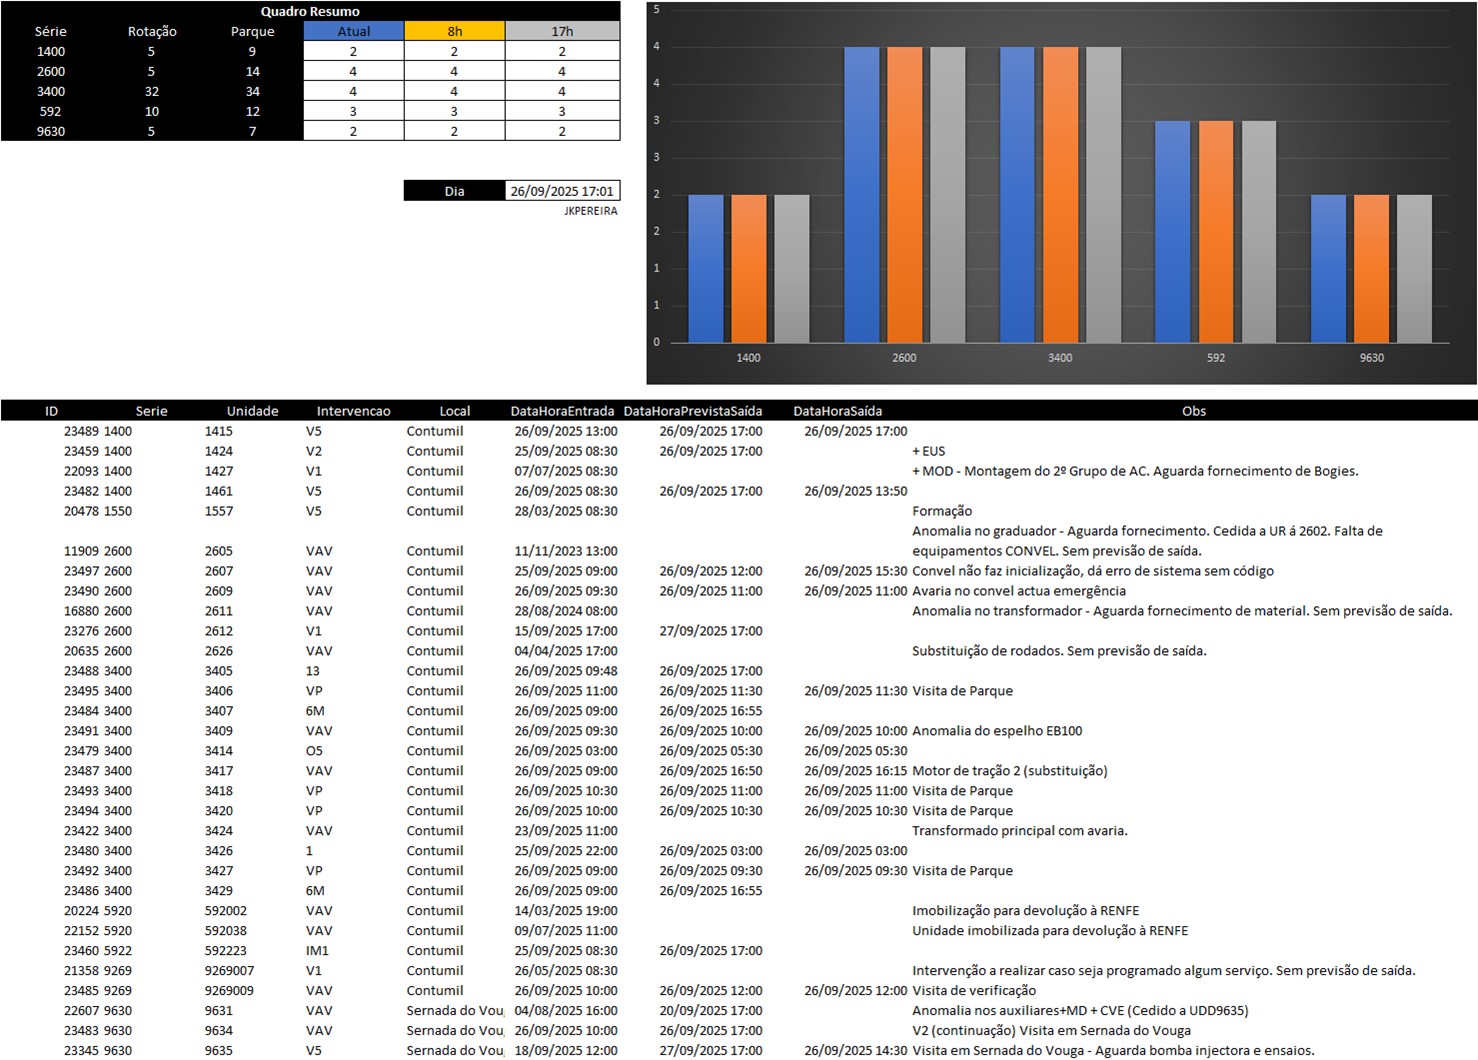 Quadro Resumo
Série Rotação Parque Atual 8h 17h
1400 5 9 2 2 2
2600 5 14 4 4 4
3400 32 34 4 4 4
592 10 12 3 3 3
9630 5 7 2 2 2
Dia 26/09/2025 17:01
JKPEREIRA
5
4
4
3
3
2
2
1
1
0
1400 2600 3400 592 9630
ID Serie Unidade Intervencao Local DataHoraEntrada DataHoraPrevistaSaída DataHoraSaída Obs
23489 1400 1415 V5 Contumil 26/09/2025 13:00 26/09/2025 17:00 26/09/2025 17:00
23459 1400 1424 V2 Contumil 25/09/2025 08:30 26/09/2025 17:00 + EUS
22093 1400 1427 V1 Contumil 07/07/2025 08:30 + MOD - Montagem do 2º Grupo de AC. Aguarda fornecimento de Bogies.
23482 1400 1461 V5 Contumil 26/09/2025 08:30 26/09/2025 17:00 26/09/2025 13:50
20478 1550 1557 V5 Contumil 28/03/2025 08:30 Formação
Anomalia no graduador - Aguarda fornecimento. Cedida a UR á 2602. Falta de
11909 2600 2605 VAV Contumil 11/11/2023 13:00 equipamentos CONVEL. Sem previsão de saída.
23497 2600 2607 VAV Contumil 25/09/2025 09:00 26/09/2025 12:00 26/09/2025 15:30 Convel não faz inicialização, dá erro de sistema sem código
23490 2600 2609 VAV Contumil 26/09/2025 09:30 26/09/2025 11:00 26/09/2025 11:00 Avaria no convel actua emergência
16880 2600 2611 VAV Contumil 28/08/2024 08:00 Anomalia no transformador - Aguarda fornecimento de material. Sem previsão de saída.
23276 2600 2612 V1 Contumil 15/09/2025 17:00 27/09/2025 17:00
20635 2600 2626 VAV Contumil 04/04/2025 17:00 Substituição de rodados. Sem previsão de saída.
23488 3400 3405 13 Contumil 26/09/2025 09:48 26/09/2025 17:00
23495 3400 3406 VP Contumil 26/09/2025 11:00 26/09/2025 11:30 26/09/2025 11:30 Visita de Parque
23484 3400 3407 6M Contumil 26/09/2025 09:00 26/09/2025 16:55
23491 3400 3409 VAV Contumil 26/09/2025 09:30 26/09/2025 10:00 26/09/2025 10:00 Anomalia do espelho EB100
23479 3400 3414 O5 Contumil 26/09/2025 03:00 26/09/2025 05:30 26/09/2025 05:30
23487 3400 3417 VAV Contumil 26/09/2025 09:00 26/09/2025 16:50 26/09/2025 16:15 Motor de tração 2 (substituição)
23493 3400 3418 VP Contumil 26/09/2025 10:30 26/09/2025 11:00 26/09/2025 11:00 Visita de Parque
23494 3400 3420 VP Contumil 26/09/2025 10:00 26/09/2025 10:30 26/09/2025 10:30 Visita de Parque
23422 3400 3424 VAV Contumil 23/09/2025 11:00 Transformado principal com avaria.
23480 3400 3426 1 Contumil 25/09/2025 22:00 26/09/2025 03:00 26/09/2025 03:00
23492 3400 3427 VP Contumil 26/09/2025 09:00 26/09/2025 09:30 26/09/2025 09:30 Visita de Parque
23486 3400 3429 6M Contumil 26/09/2025 09:00 26/09/2025 16:55
20224 5920 592002 VAV Contumil 14/03/2025 19:00 Imobilização para devolução à RENFE
22152 5920 592038 VAV Contumil 09/07/2025 11:00 Unidade imobilizada para devolução à RENFE
23460 5922 592223 IM1 Contumil 25/09/2025 08:30 26/09/2025 17:00
21358 9269 9269007 V1 Contumil 26/05/2025 08:30 Intervenção a realizar caso seja programado algum serviço. Sem previsão de saída.
23485 9269 9269009 VAV Contumil 26/09/2025 10:00 26/09/2025 12:00 26/09/2025 12:00 Visita de verificação
22607 9630 9631 VAV Sernada do Vou 04/08/2025 16:00 20/09/2025 17:00 Anomalia nos auxiliares+MD + CVE (Cedido a UDD9635)
23483 9630 9634 VAV Contumil 26/09/2025 10:00 26/09/2025 17:00 V2 (continuação) Visita em Sernada do Vouga
23345 9630 9635 V5 Sernada do Vou 18/09/2025 12:00 27/09/2025 17:00 26/09/2025 14:30 Visita em Sernada do Vouga - Aguarda bomba injectora e ensaios.